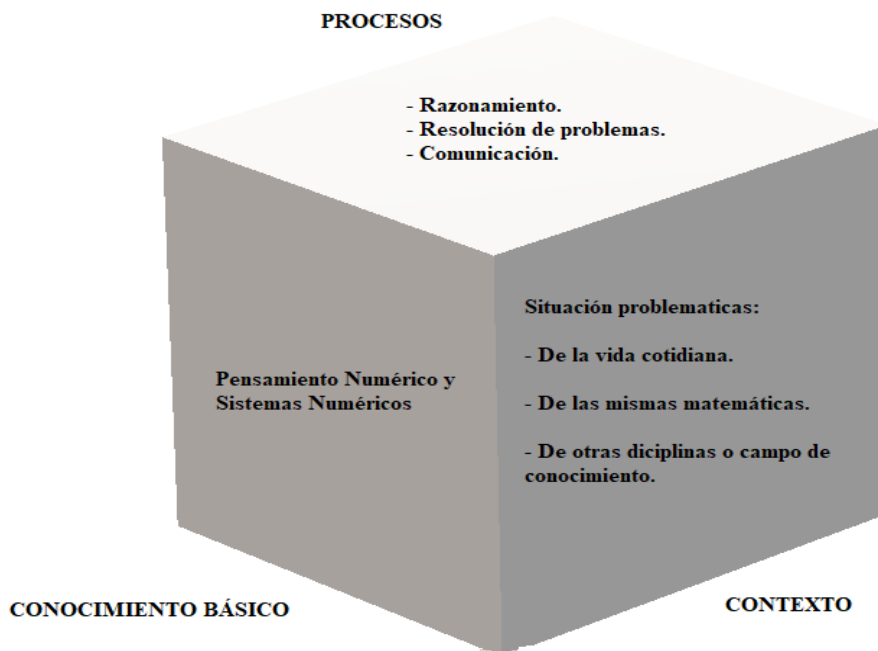 PROCESOS
- Razonamiento.
- Resolución de problemas.
- Comunicación.
Situación problematicas:
- De la vida cotidiana.
Pensamiento Numérico y
Sistemas Numéricos
- De las mismas matemáticas.
- De otras diciplinas o campo de
conocimiento.
CONOCIMIENTO BÁSICO
CONTEXTO